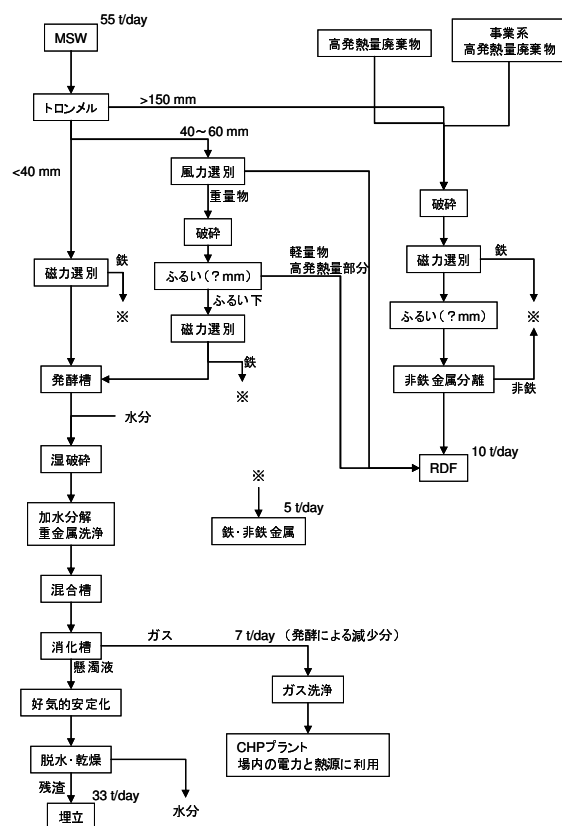 55 t/day
MSW
高発熱量廃棄物
事業系
高発熱量廃棄物
トロンメル
>150 mm
40～60 mm
<40 mm
風力選別
重量物
破砕
破砕
軽量物
高発熱量部分
磁力選別
鉄
※
ふるい(？mm)
ふるい下
磁力選別
鉄
※
磁力選別
鉄
※
ふるい(？mm)
発酵槽
非鉄金属分離
非鉄
水分
湿破砕
10 t/day
RDF
※
5 t/day
鉄・非鉄金属
加水分解
重金属洗浄
混合槽
消化槽
ガス
7 t/day （発酵による減少分）
懸濁液
ガス洗浄
好気的安定化
CHPプラント
場内の電力と熱源に利用
脱水・乾燥
残渣
33 t/day
水分
埋立